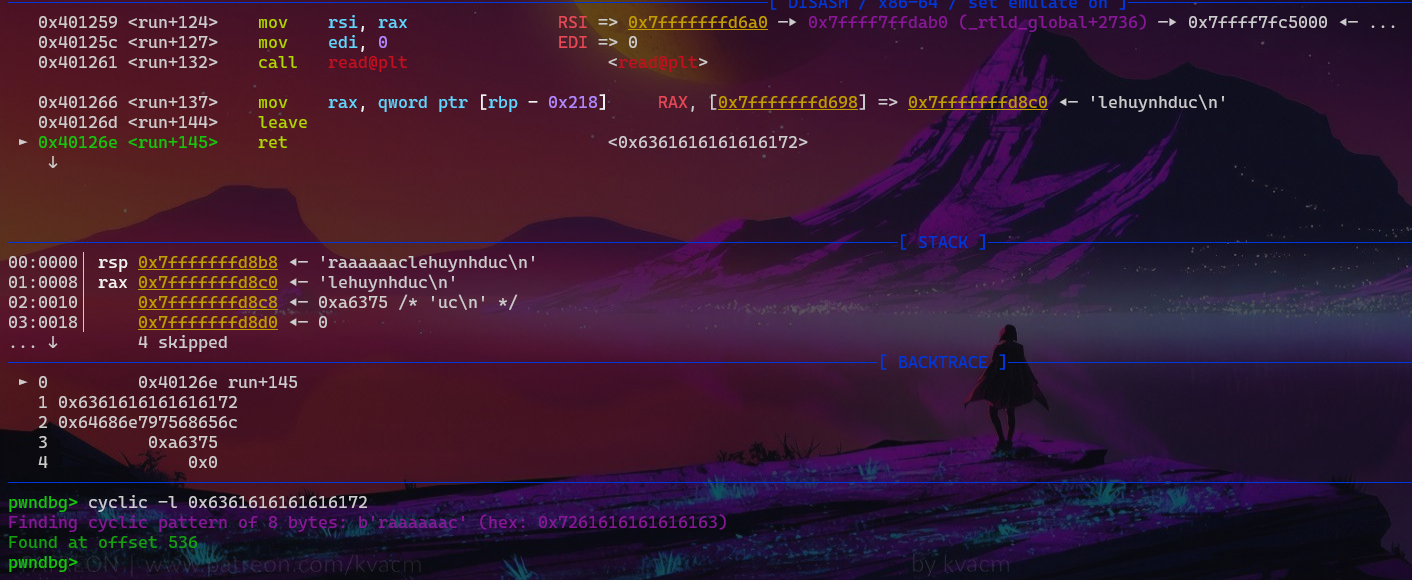 [ DISASM / x86-64 / set emulate on ]
0x401259 <run+124> mov rsi, rax RSI => 0x7fffffffd6a0 —▸ 0x7ffff7ffdab0 (_rtld_global+2736) —▸ 0x7ffff7fc5000 ◂— ...
0x40125c <run+127> mov edi, 0 EDI => 0
0x401261 <run+132> call read@plt <read@plt>
0x401266 <run+137> mov rax, qword ptr [rbp - 0x218] RAX, [0x7fffffffd698] => 0x7fffffffd8c0 ◂— 'lehuynhduc\n'
0x40126d <run+144> leave
► 0x40126e <run+145> ret <0x6361616161616172>
↓
[ STACK ]
00:0000│ rsp 0x7fffffffd8b8 ◂— 'raaaaaaclehuynhduc\n'
01:0008│ rax 0x7fffffffd8c0 ◂— 'lehuynhduc\n'
02:0010│ 0x7fffffffd8c8 ◂— 0xa6375 /* 'uc\n' */
03:0018│ 0x7fffffffd8d0 ◂— 0
... ↓ 4 skipped
[ BACKTRACE ]
► 0 0x40126e run+145
1 0x6361616161616172
2 0x64686e797568656c
3 0xa6375
4 0x0
pwndbg> cyclic -l 0x6361616161616172
Finding cyclic pattern of 8 bytes: b'raaaaaac' (hex: 0x7261616161616163)
Found at offset 536
pwndbg>
www.patreon.com/kvacm
by kvacm